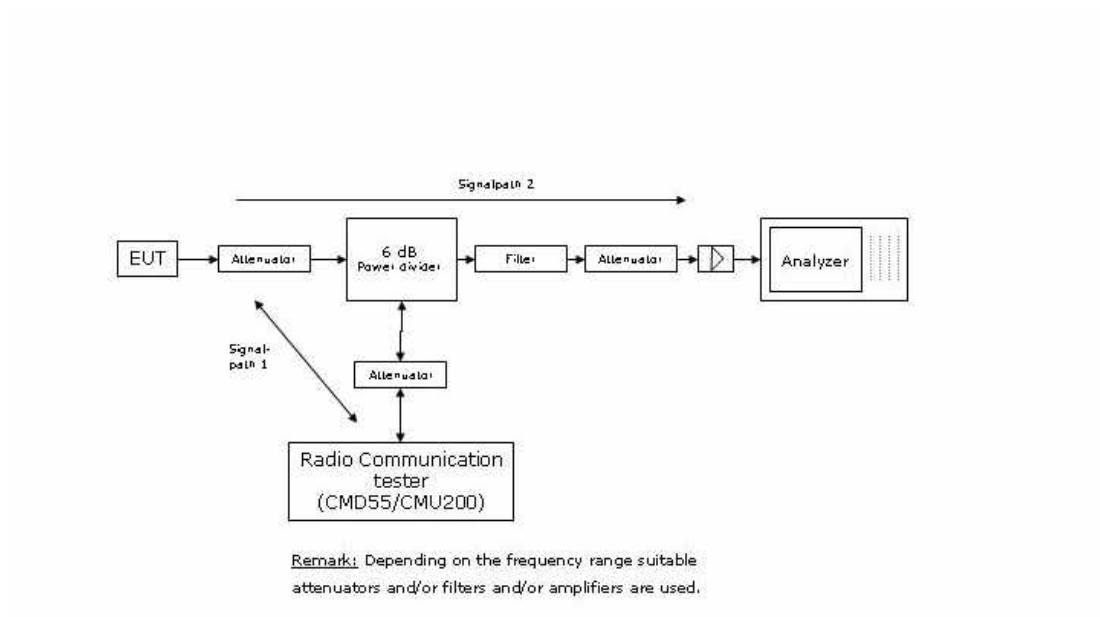 Signalpath 2
EUT
Attenuator
6 dB
Power divider
Filter
Attenuator
Analyzer
Signal-
path 1
Attenuator
Radio Communication
tester
(CMD55/CMU200)
Remark: Depending on the frequency range suitable
attenuators and/or filters and/or amplifiers are used.